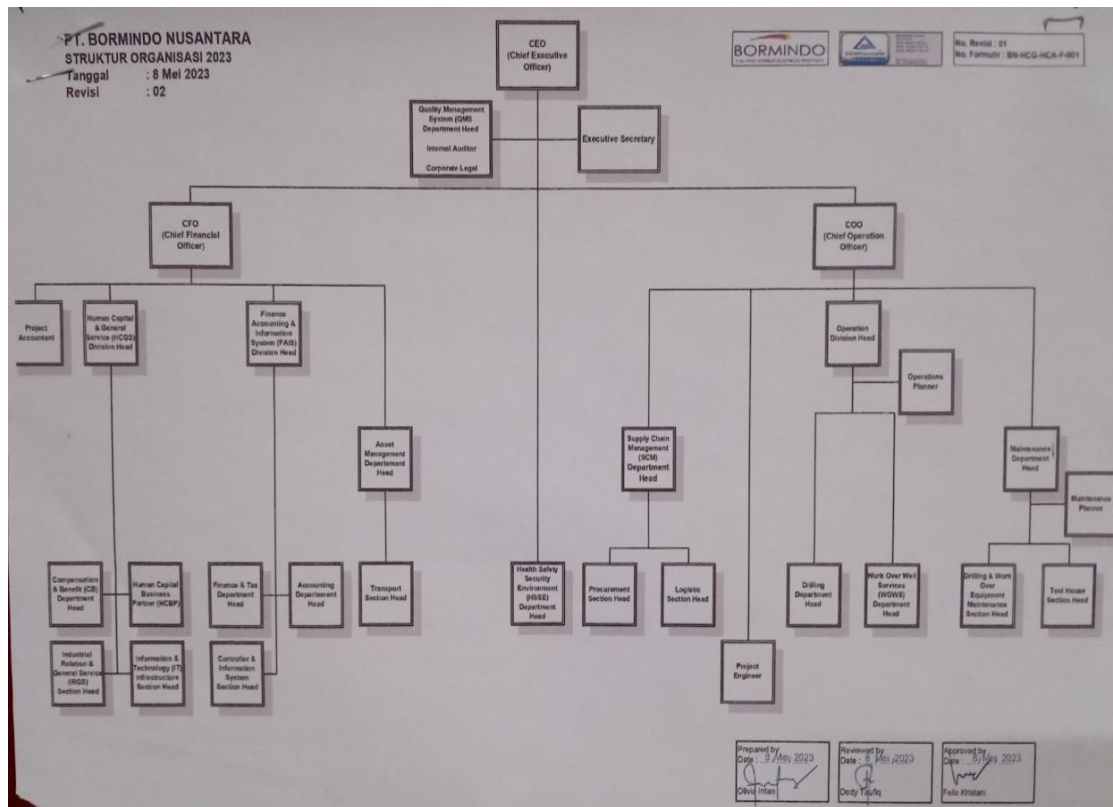 PT. BORMINDO NUSANTARA
STRUKTUR ORGANISASI 2023
Tanggal : 8 Mei 2023
Revisi : 02
BORMINDO
No. Revisi : 01
No. Formulir : BN-HCG-HCA-F-001
CEO
(Chief Executive
Officer)
Quality Management
System (QMS
Department Head
Internal Auditor
Corporate Legal
Executive Secretary
CFO
(Chief Financial
Officer)
COO
(Chief Operation
Officer)
Project
Accountant
Human Capital
& General
Service (HCGS)
Division Head
Finance
Accounting &
Information
System (FAIS)
Division Head
Operation
Division Head
Operations
Planner
Asset
Management
Departement
Head
Supply Chain
Management
(SCM)
Department
Head
Maintenance
Department
Head
Maintenance
Planner
Compensation
& Benefit (CB)
Department
Head
Human Capital
Business
Partner (HCBP)
Finance & Tax
Department
Head
Accounting
Departement
Head
Transport
Section Head
Health Safety
Security
Environment
(HSSE)
Department
Head
Procurement
Section Head
Logistic
Section Head
Drilling
Department
Head
Work Over Well
Services
(WOWS)
Department
Head
Drilling & Work
Over
Equipment
Maintenance
Section Head
Tool House
Section Head
Industrial
Relation &
General Service
(IRGS)
Section Head
Information &
Technology (IT)
Infrastructure
Section Head
Controller &
Information
System
Section Head
Project
Engineer
Prepared by
Date : 8 Mei 2023
Olivia Intan
Reviewed by
Date : 8 Mei 2023
Dedy Taufiq
Approved by
Date : 8 Mei 2023
Felix Kristani